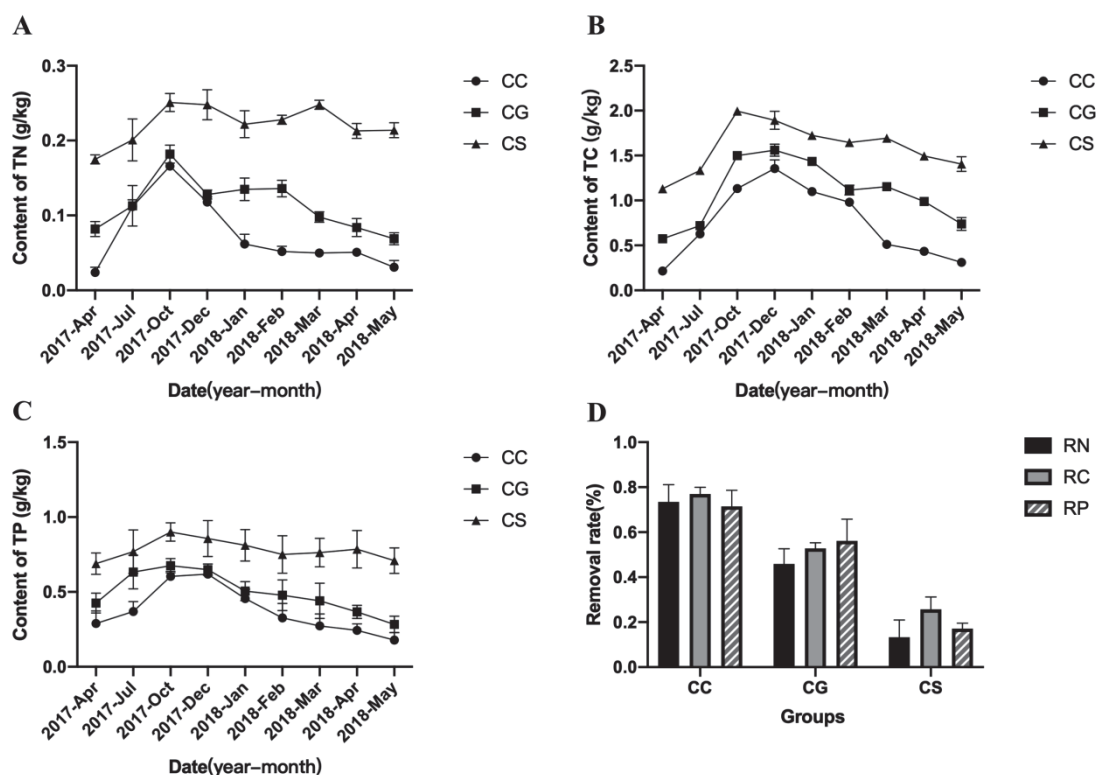 A
Content of TN (g/kg)
0.3
0.2
0.1
0.0
2017-Apr
2017-Jul
2017-Oct
2017-Dec
2018-Jan
2018-Feb
2018-Mar
2018-Apr
2018-May
Date(year-month)
CC
CG
CS
B
Content of TC (g/kg)
2.5
2.0
1.5
1.0
0.5
0.0
2017-Apr
2017-Jul
2017-Oct
2017-Dec
2018-Jan
2018-Feb
2018-Mar
2018-Apr
2018-May
Date(year-month)
CC
CG
CS
C
Content of TP (g/kg)
1.5
1.0
0.5
0.0
2017-Apr
2017-Jul
2017-Oct
2017-Dec
2018-Jan
2018-Feb
2018-Mar
2018-Apr
2018-May
Date(year-month)
CC
CG
CS
D
Removal rate(%)
1.0
0.8
0.6
0.4
0.2
0.0
CC
CG
CS
Groups
RN
RC
RP